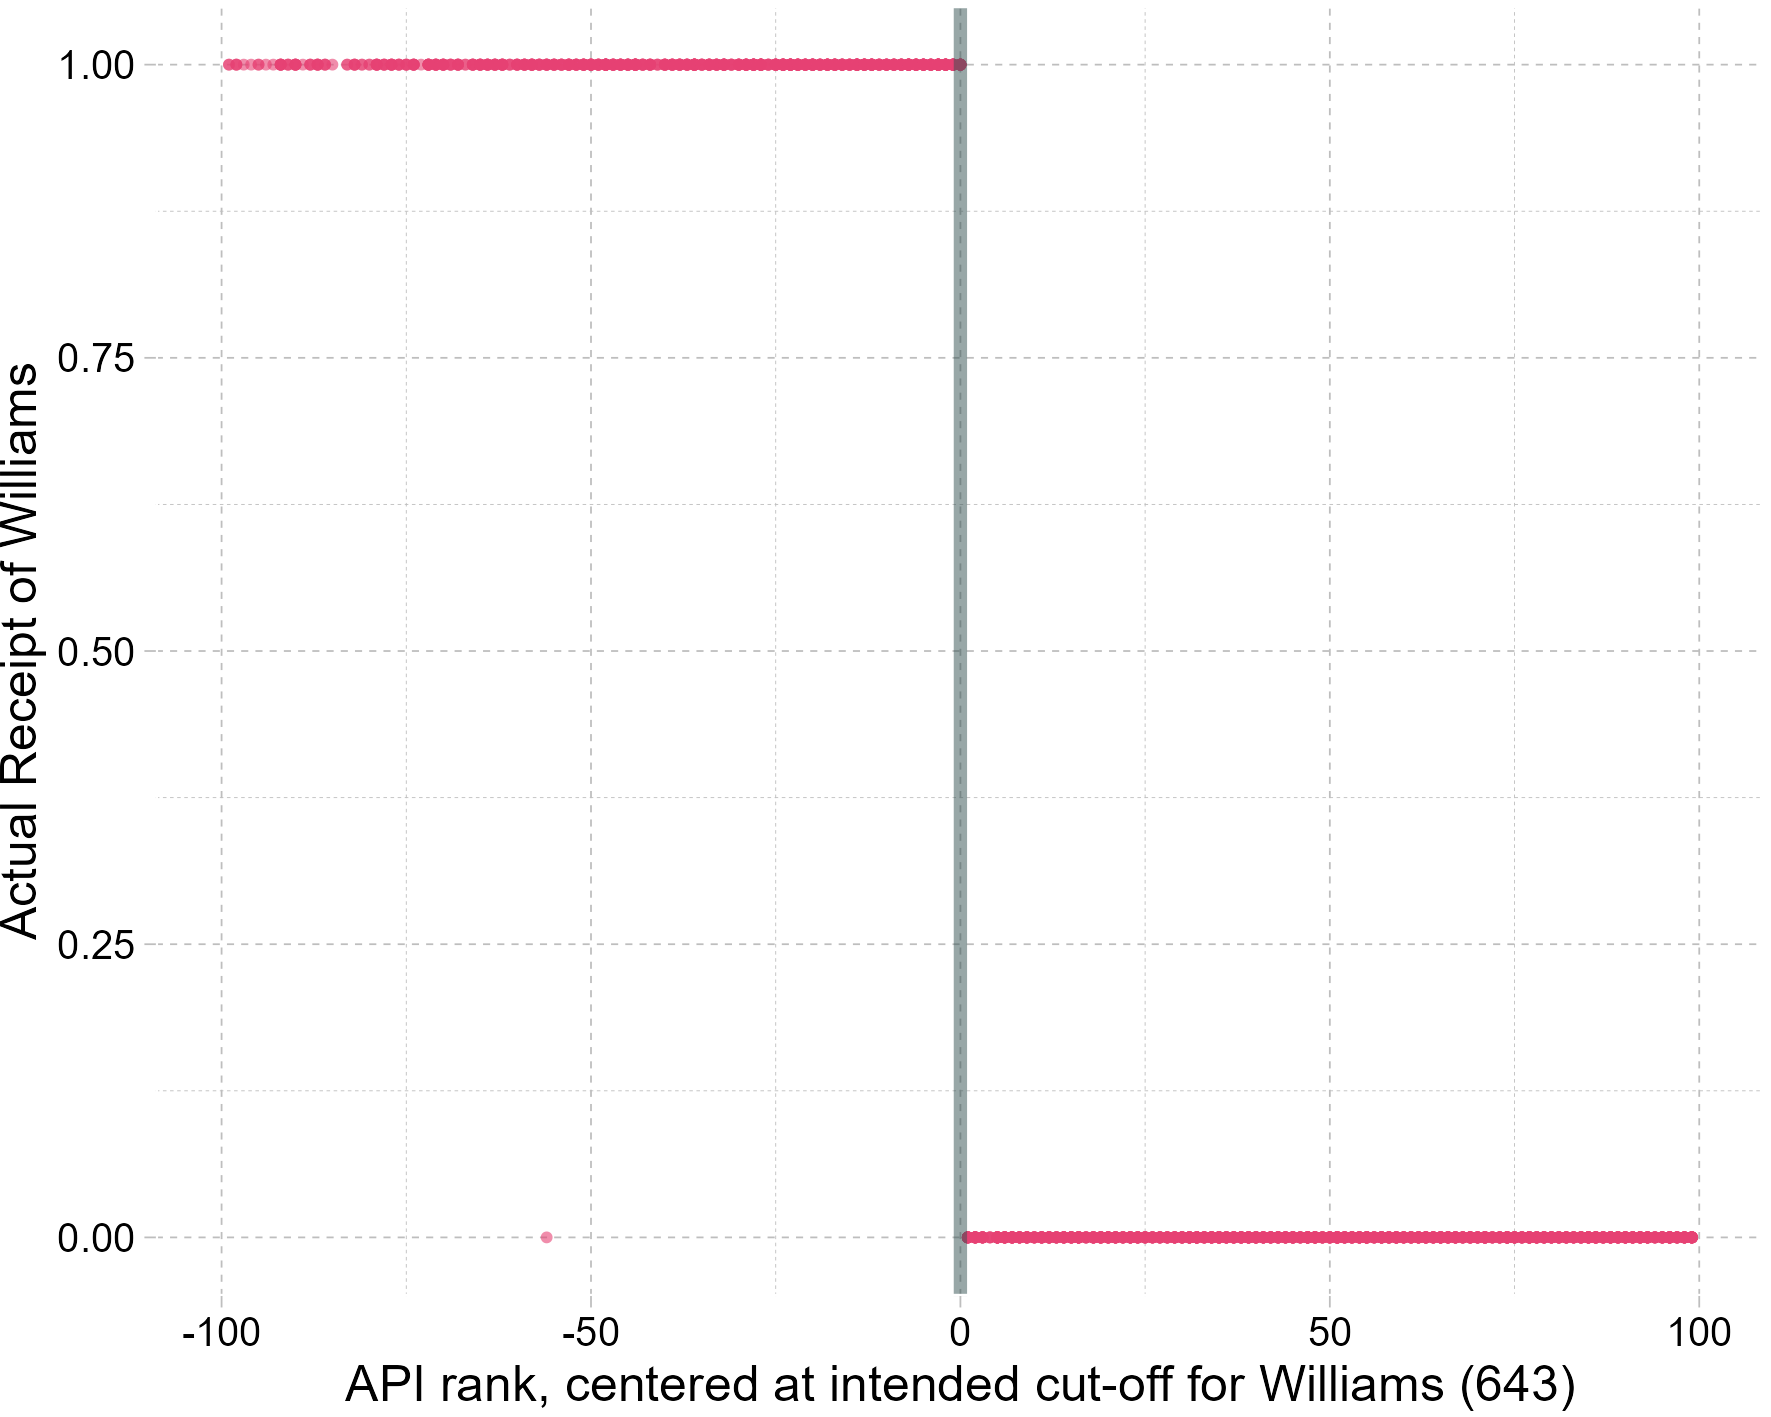 1.00
0.75
0.50
0.25
0.00
Actual Receipt of Williams
-100 -50 0 50 100
API rank, centered at intended cut-off for Williams (643)